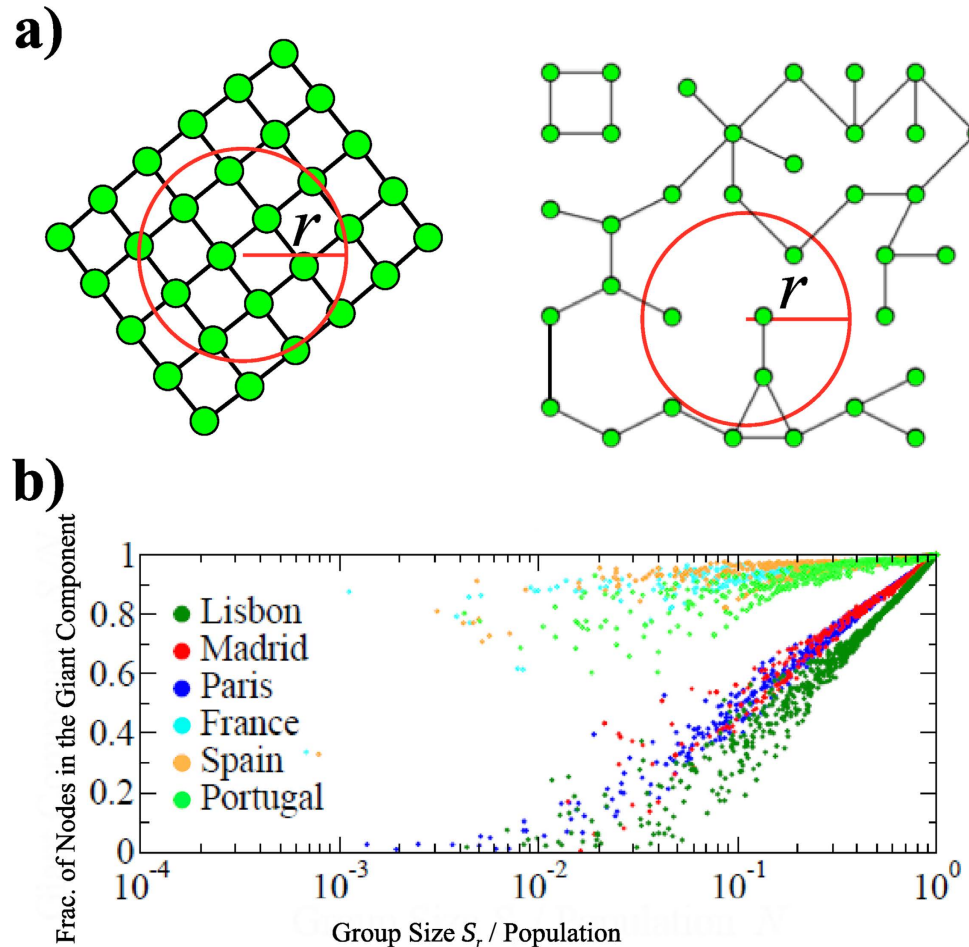 a)
r
r
b)
Frac. of Nodes in the Giant Component
1
0.8
0.6
0.4
0.2
0
Lisbon
Madrid
Paris
France
Spain
Portugal
10^-4
10^-3
10^-2
10^-1
10^0
Group Size S_r / Population